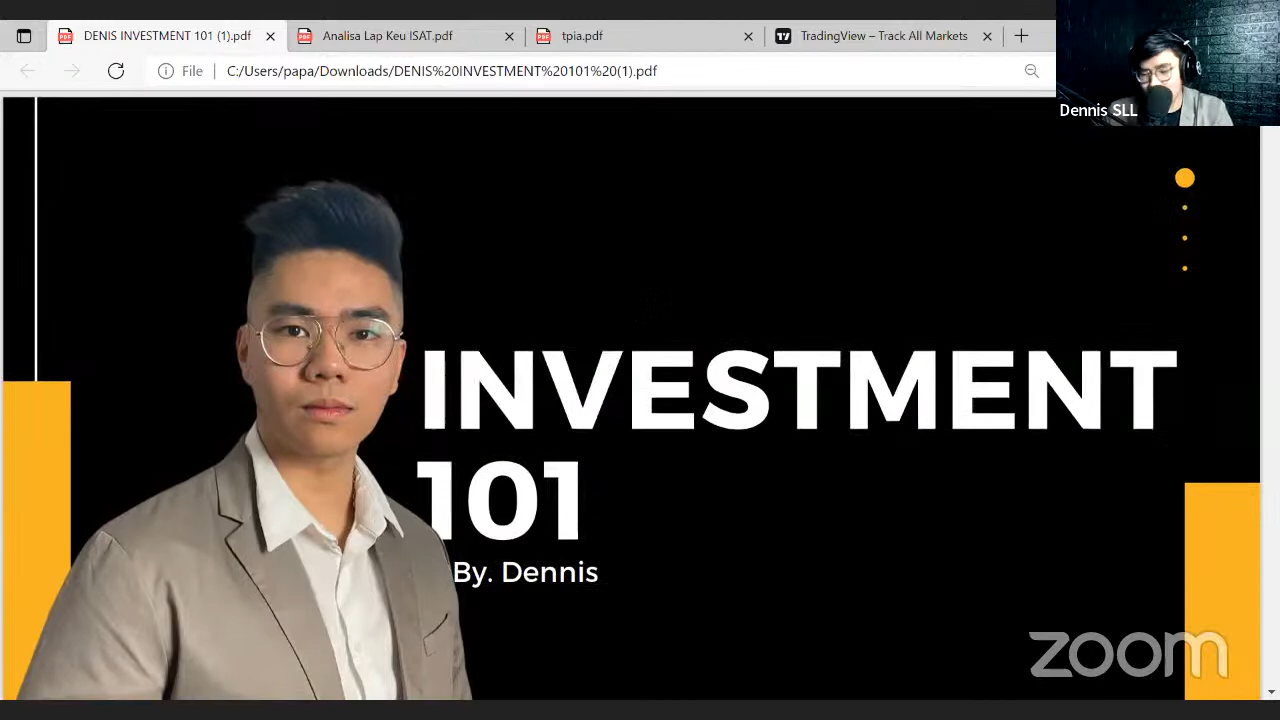 DENIS INVESTMENT 101 (1).pdf
Analisa Lap Keu ISAT.pdf
tpia.pdf
TradingView – Track All Markets
File
C:/Users/papa/Downloads/DENIS%20INVESTMENT%20101%20(1).pdf
Dennis SLL
INVESTMENT
101
By. Dennis
zoom